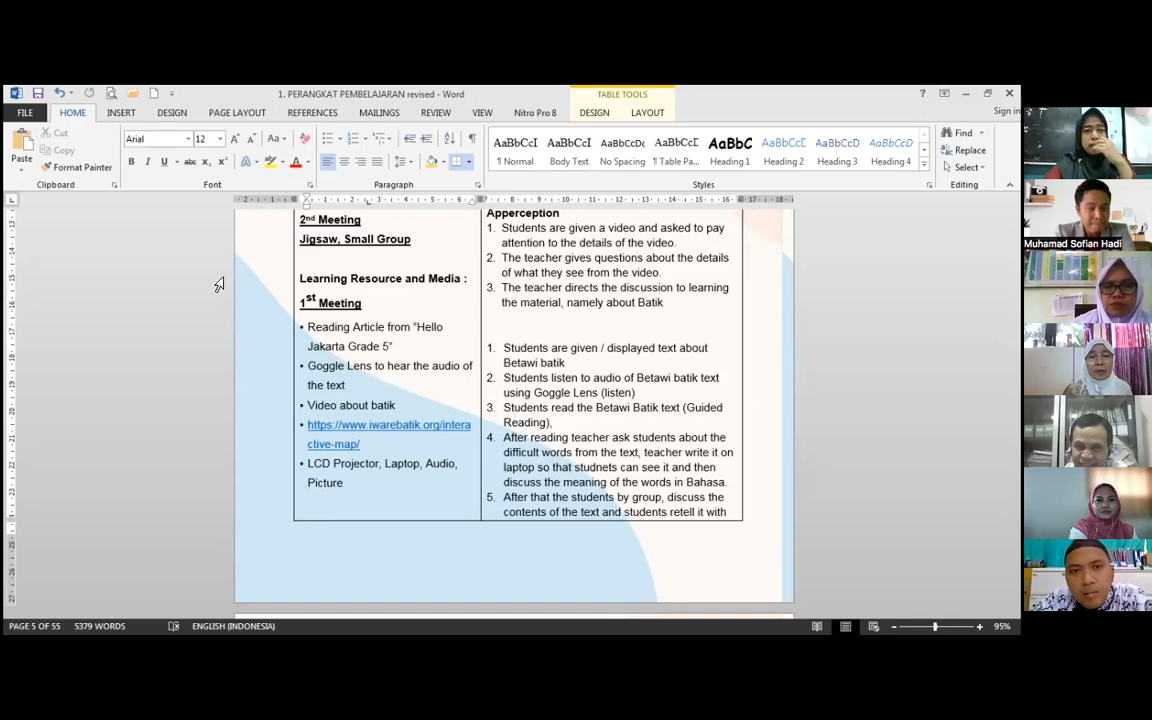 1. PERANGKAT PEMBELAJARAN revised - Word
TABLE TOOLS
Sign in
FILE HOME INSERT DESIGN PAGE LAYOUT REFERENCES MAILINGS REVIEW VIEW Nitro Pro 8 DESIGN LAYOUT
Paste
Cut
Copy
Format Painter
Clipboard
Arial 12
Font
Paragraph
AaBbCcI AaBbCcI AaBbCcDc AaBbCcD AaBbC AaBbCcD AaBbCcD AaBbCcD
¶ Normal Body Text No Spacing ¶ Table Pa... Heading 1 Heading 2 Heading 3 Heading 4
Styles
Find
Replace
Select
Editing
2nd Meeting
Jigsaw, Small Group
Learning Resource and Media :
1st Meeting
• Reading Article from "Hello
Jakarta Grade 5"
• Goggle Lens to hear the audio of
the text
• Video about batik
• https://www.iwarebatik.org/intera
ctive-map/
• LCD Projector, Laptop, Audio,
Picture
Apperception
1. Students are given a video and asked to pay
attention to the details of the video.
2. The teacher gives questions about the details
of what they see from the video.
3. The teacher directs the discussion to learning
the material, namely about Batik
1. Students are given / displayed text about
Betawi batik
2. Students listen to audio of Betawi batik text
using Goggle Lens (listen)
3. Students read the Betawi Batik text (Guided
Reading),
4. After reading teacher ask students about the
difficult words from the text, teacher write it on
laptop so that studnets can see it and then
discuss the meaning of the words in Bahasa.
5. After that the students by group, discuss the
contents of the text and students retell it with
PAGE 5 OF 55 5379 WORDS ENGLISH (INDONESIA) 95%
Muhamad Sofian Hadi